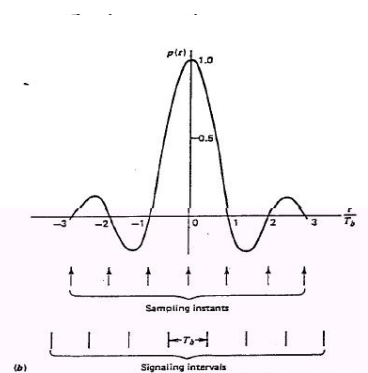 p(t)
1.0
0.5
−3 −2 −1 0 1 2 3 t/T_b
Sampling instants
T_b
(b) Signaling intervals